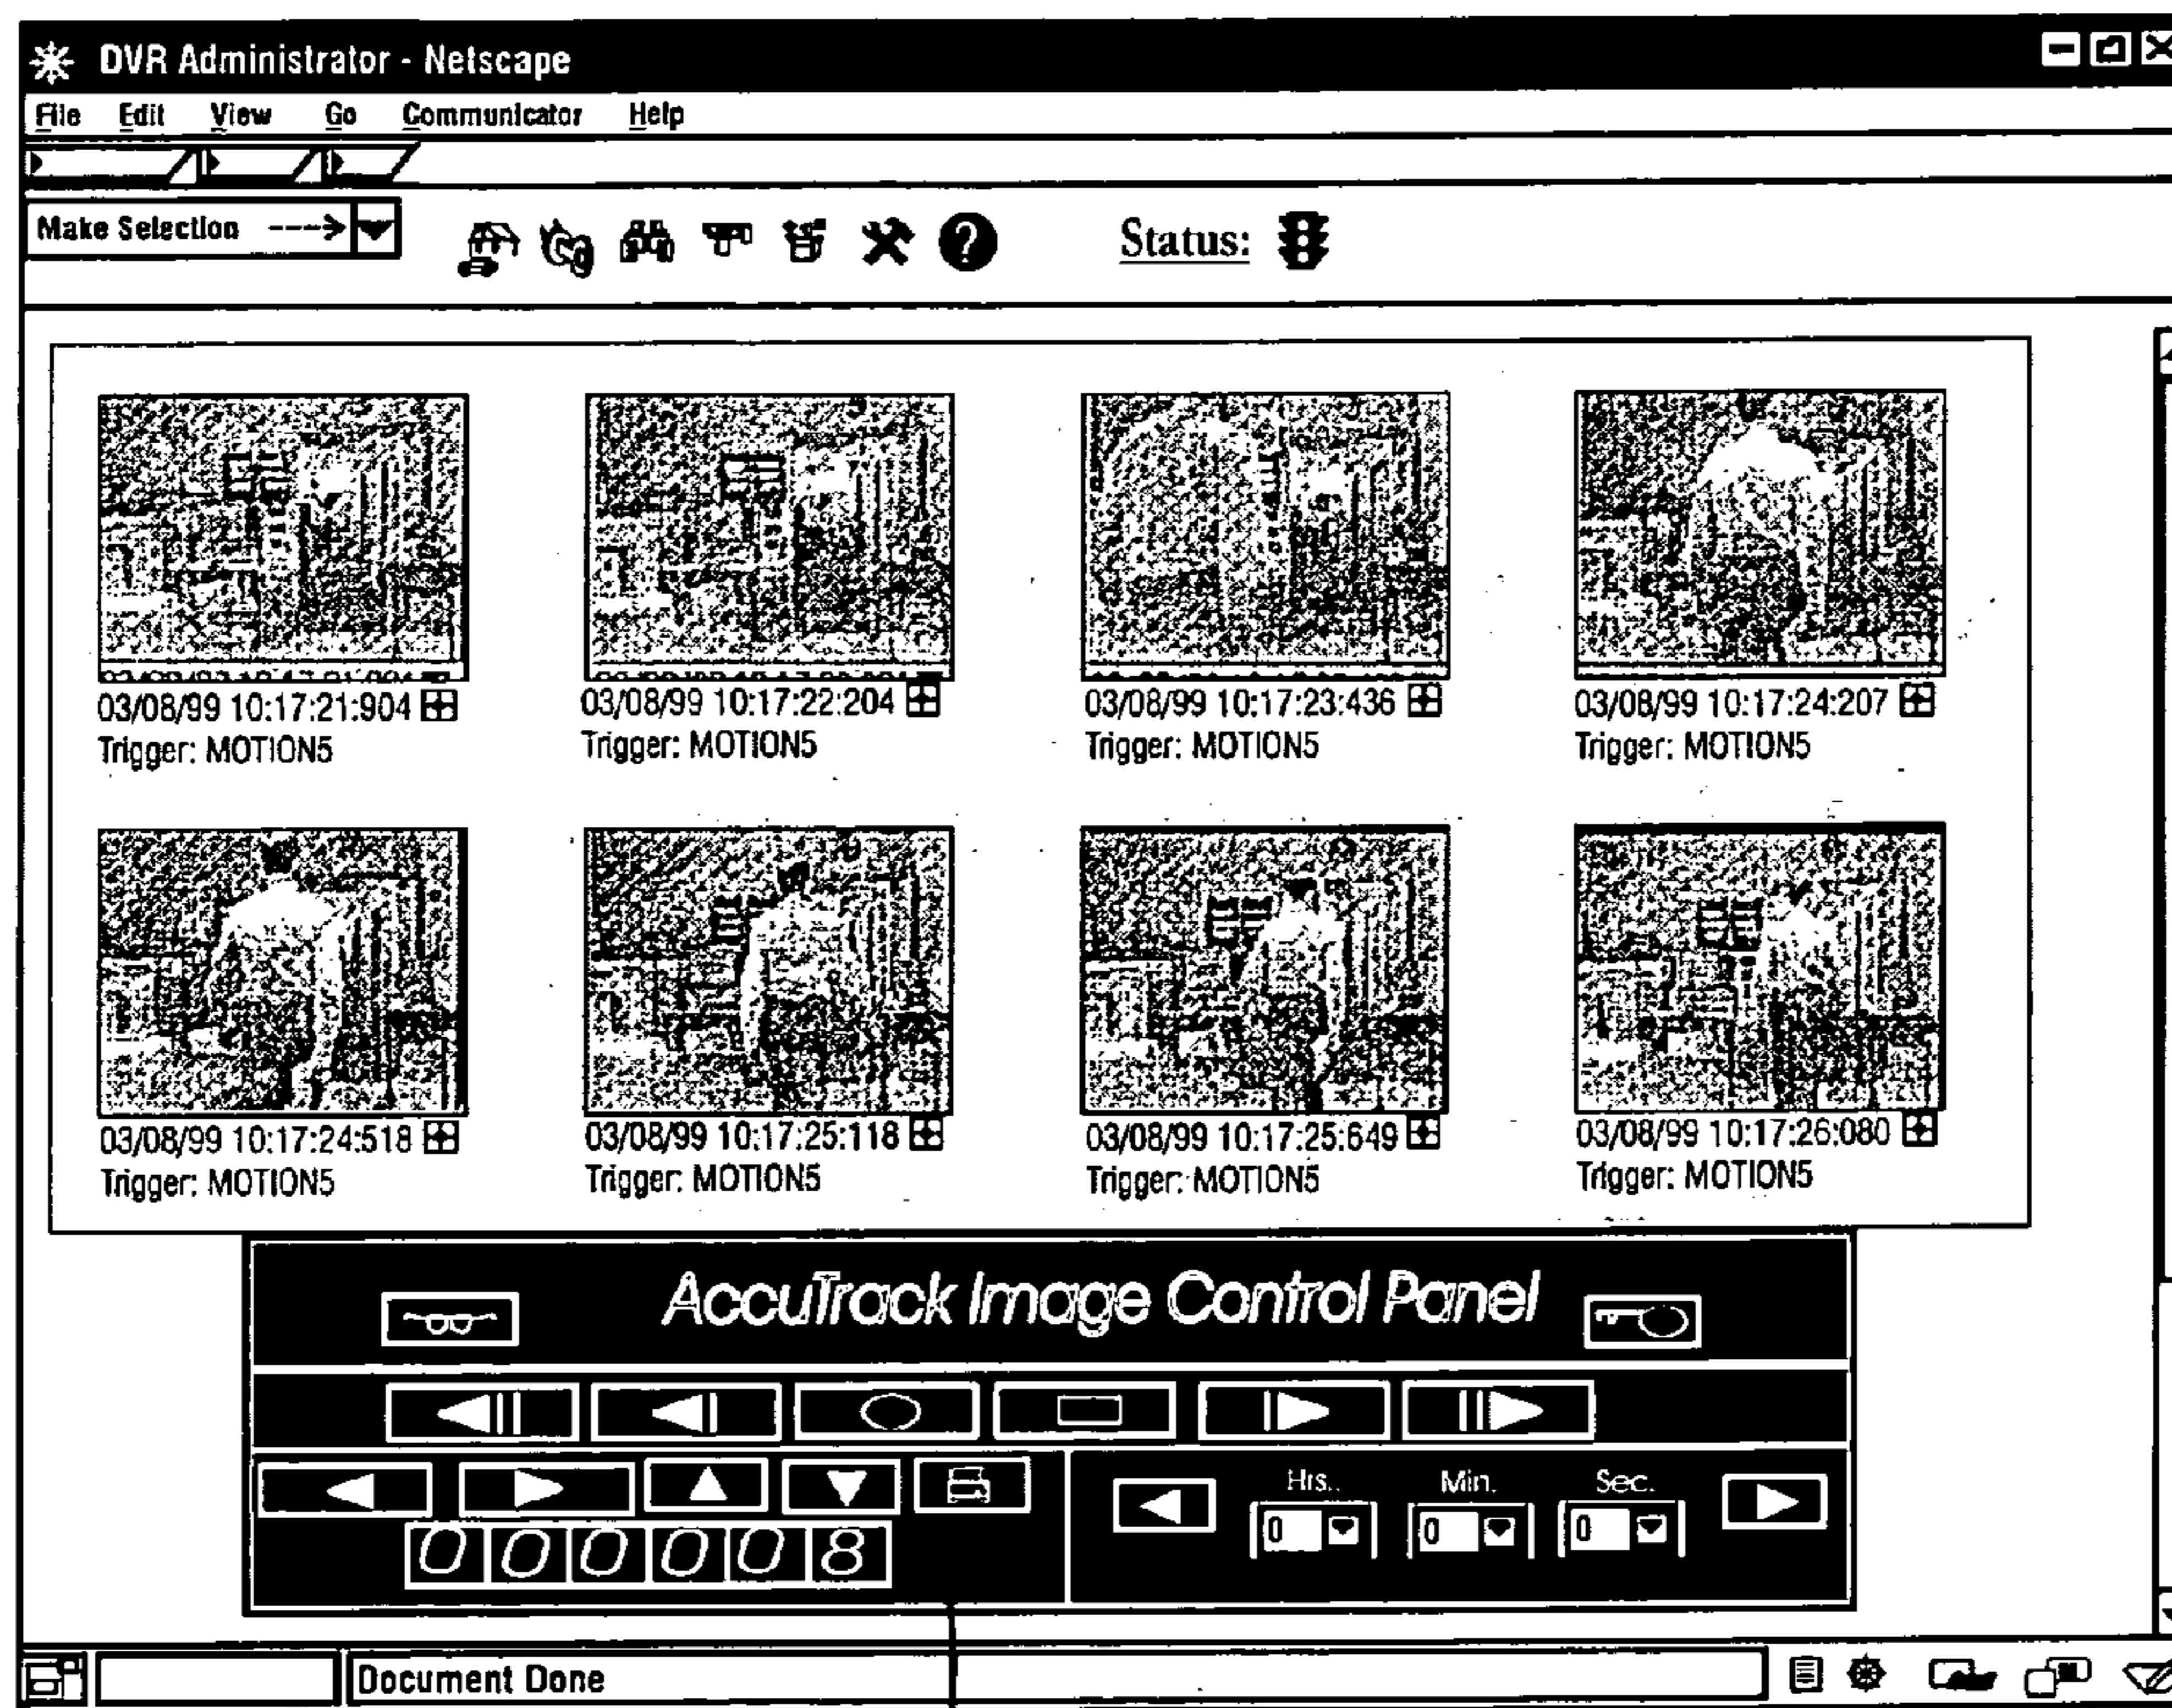 DVR Administrator - Netscape
File Edit View Go Communicator Help
Make Selection ---->
Status:
03/08/99 10:17:21:904
Trigger: MOTION5
03/08/99 10:17:22:204
Trigger: MOTION5
03/08/99 10:17:23:436
Trigger: MOTION5
03/08/99 10:17:24:207
Trigger: MOTION5
03/08/99 10:17:24:518
Trigger: MOTION5
03/08/99 10:17:25:118
Trigger: MOTION5
03/08/99 10:17:25:649
Trigger: MOTION5
03/08/99 10:17:26:080
Trigger: MOTION5
AccuTrack Image Control Panel
Hrs.. Min. Sec.
0 0 0
000008
Document Done